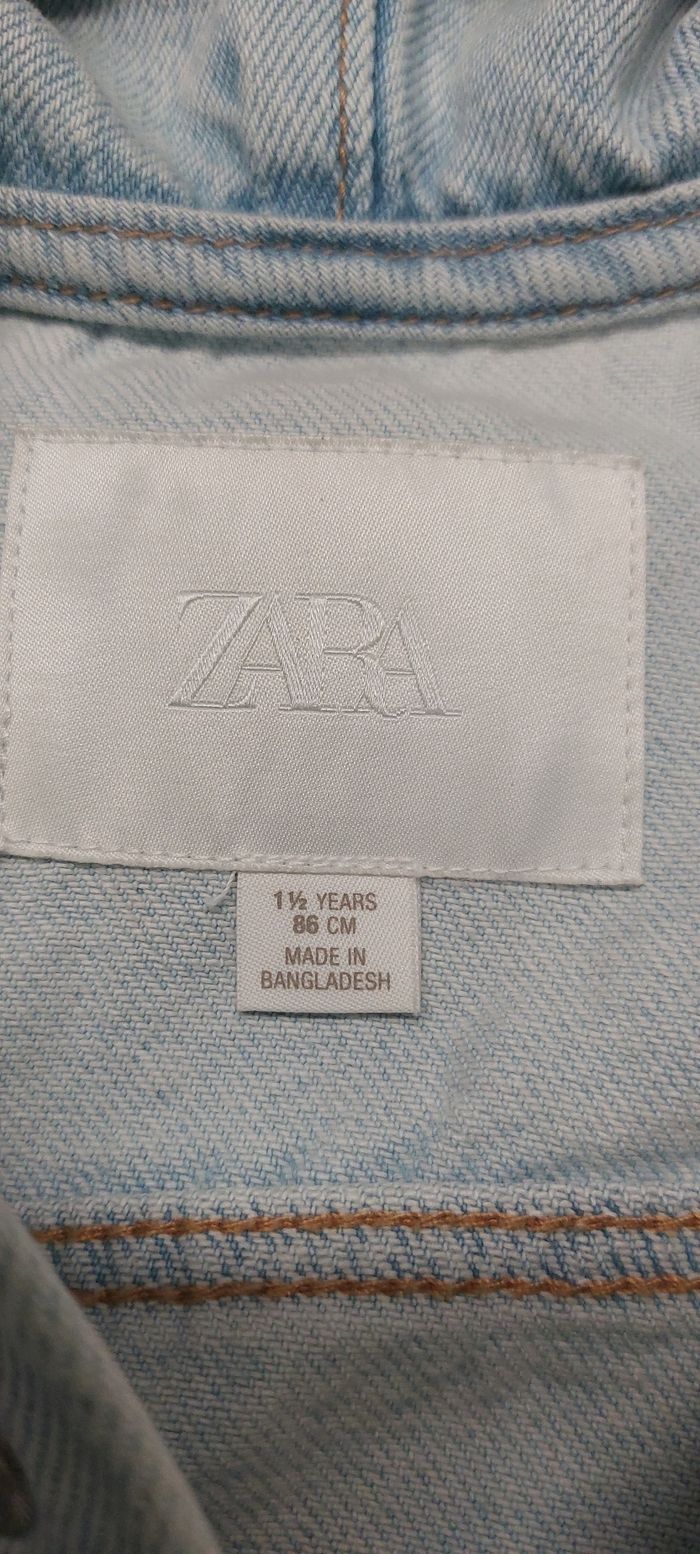 ZARA
1½ YEARS
86 CM
MADE IN
BANGLADESH